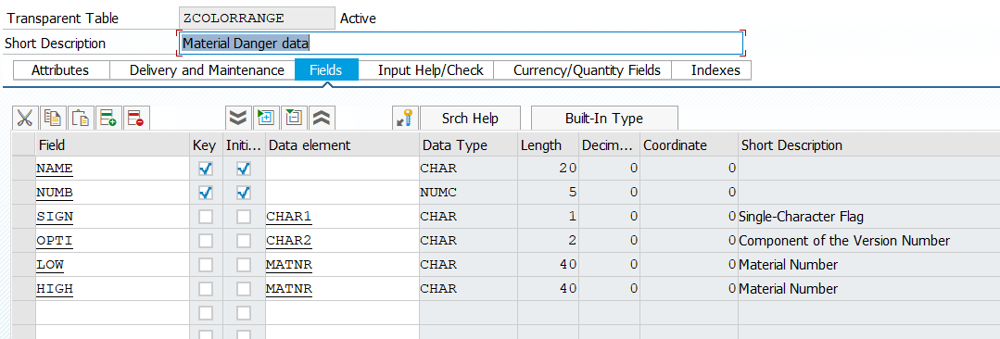 Transparent Table ZCOLORRANGE Active
Short Description Material Danger data
Attributes Delivery and Maintenance Fields Input Help/Check Currency/Quantity Fields Indexes
Srch Help Built-In Type
Field Key Initi... Data element Data Type Length Decim... Coordinate Short Description
NAME CHAR 20 0 0
NUMB NUMC 5 0 0
SIGN CHAR1 CHAR 1 0 0 Single-Character Flag
OPTI CHAR2 CHAR 2 0 0 Component of the Version Number
LOW MATNR CHAR 40 0 0 Material Number
HIGH MATNR CHAR 40 0 0 Material Number